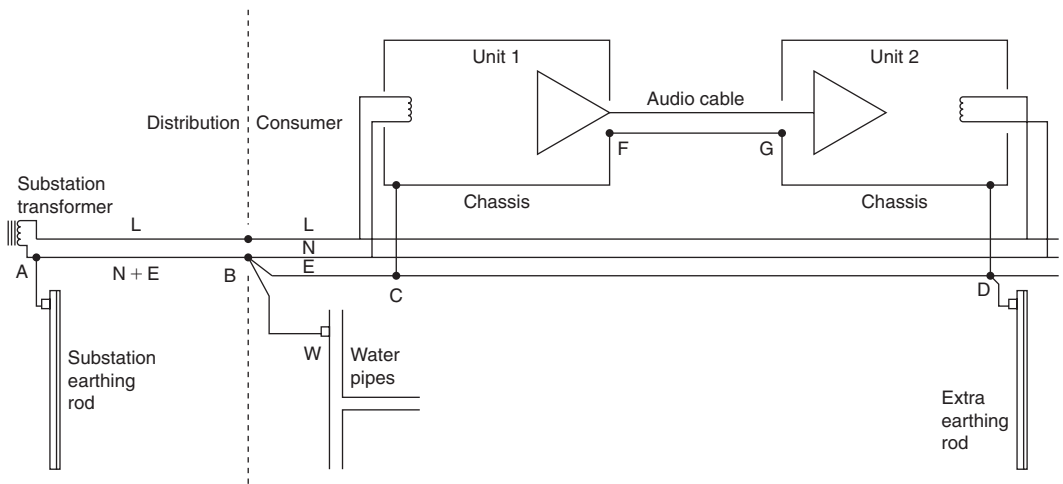 Unit 1
Unit 2
Audio cable
Distribution
Consumer
F
G
Substation
transformer
Chassis
Chassis
L
L
N
A
N + E
B
E
C
D
W
Water
pipes
Substation
earthing
rod
Extra
earthing
rod